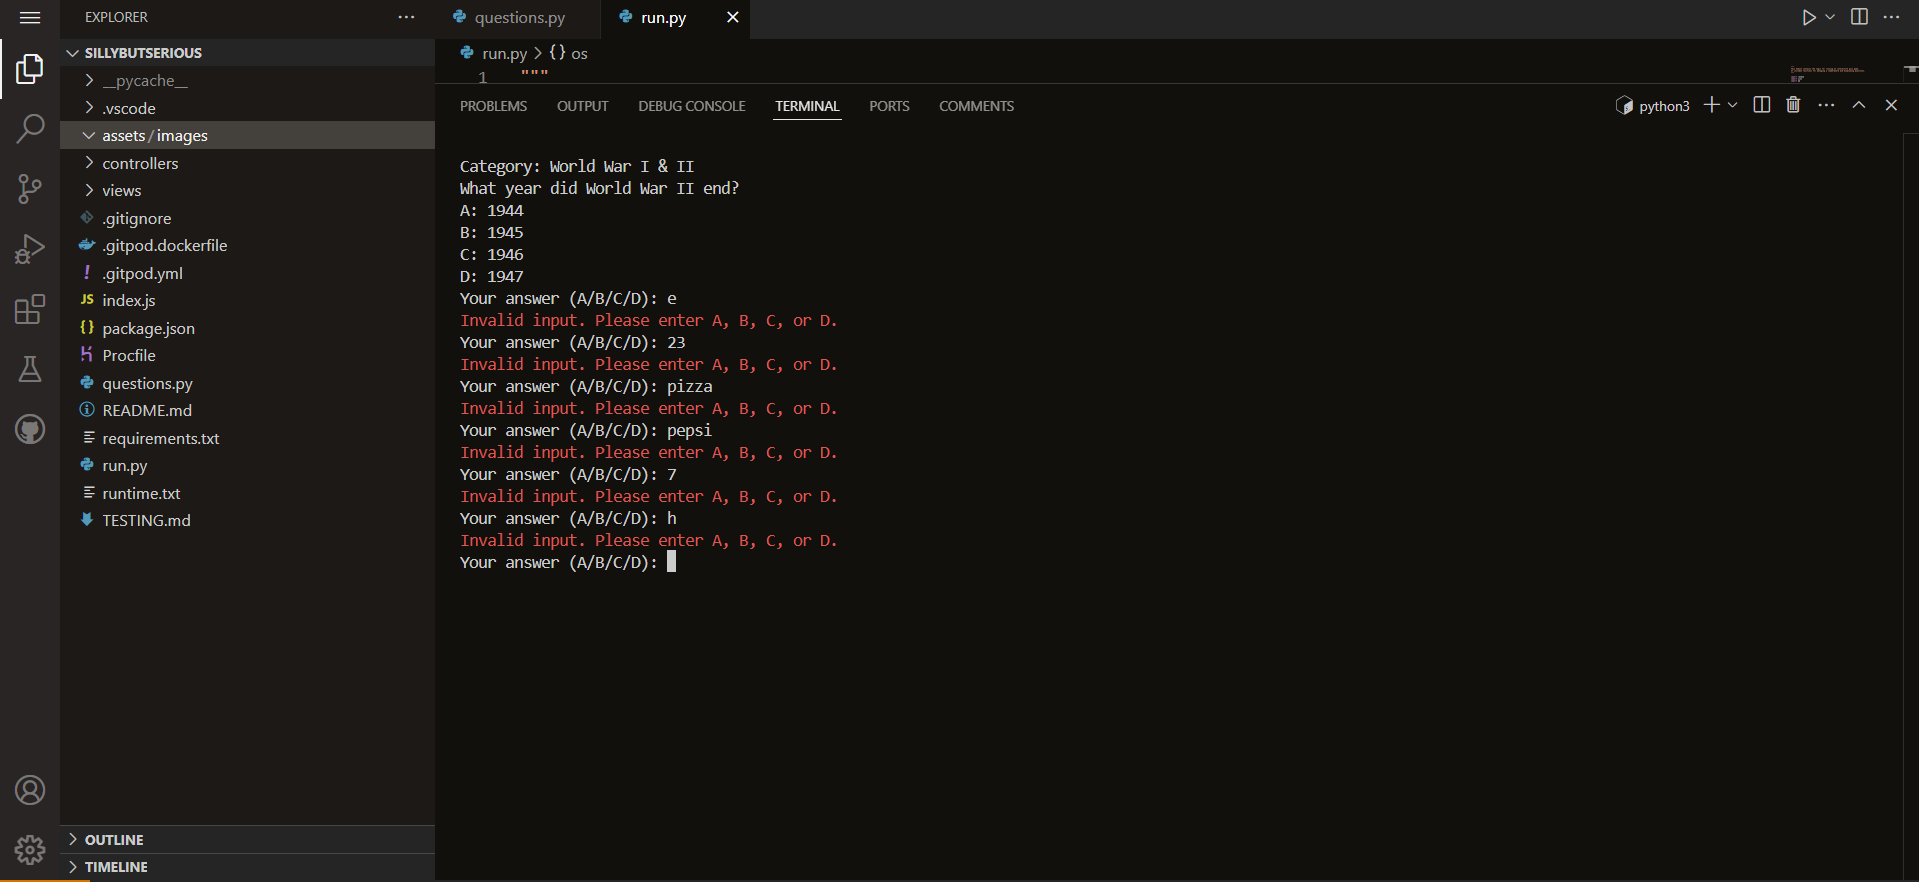 EXPLORER
SILLYBUTSERIOUS
__pycache__
.vscode
assets / images
controllers
views
.gitignore
.gitpod.dockerfile
! .gitpod.yml
JS index.js
{} package.json
Procfile
questions.py
README.md
requirements.txt
run.py
runtime.txt
TESTING.md
OUTLINE
TIMELINE
questions.py
run.py
run.py > {} os
1 """
PROBLEMS OUTPUT DEBUG CONSOLE TERMINAL PORTS COMMENTS
python3
Category: World War I & II
What year did World War II end?
A: 1944
B: 1945
C: 1946
D: 1947
Your answer (A/B/C/D): e
Invalid input. Please enter A, B, C, or D.
Your answer (A/B/C/D): 23
Invalid input. Please enter A, B, C, or D.
Your answer (A/B/C/D): pizza
Invalid input. Please enter A, B, C, or D.
Your answer (A/B/C/D): pepsi
Invalid input. Please enter A, B, C, or D.
Your answer (A/B/C/D): 7
Invalid input. Please enter A, B, C, or D.
Your answer (A/B/C/D): h
Invalid input. Please enter A, B, C, or D.
Your answer (A/B/C/D):